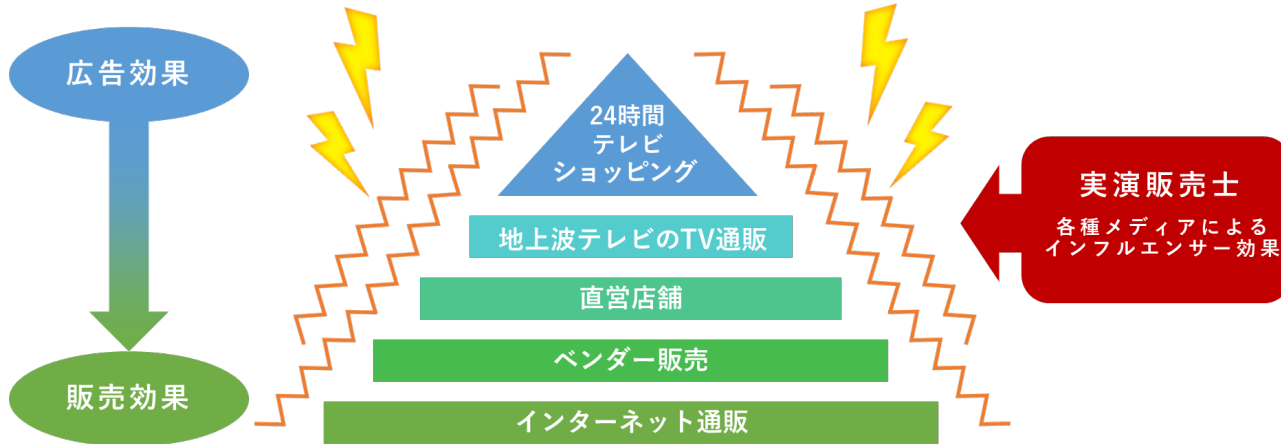 広告効果
24時間
テレビ
ショッピング
実演販売士
各種メディアによる
インフルエンサー効果
地上波テレビのTV通販
直営店舗
ベンダー販売
販売効果
インターネット通販